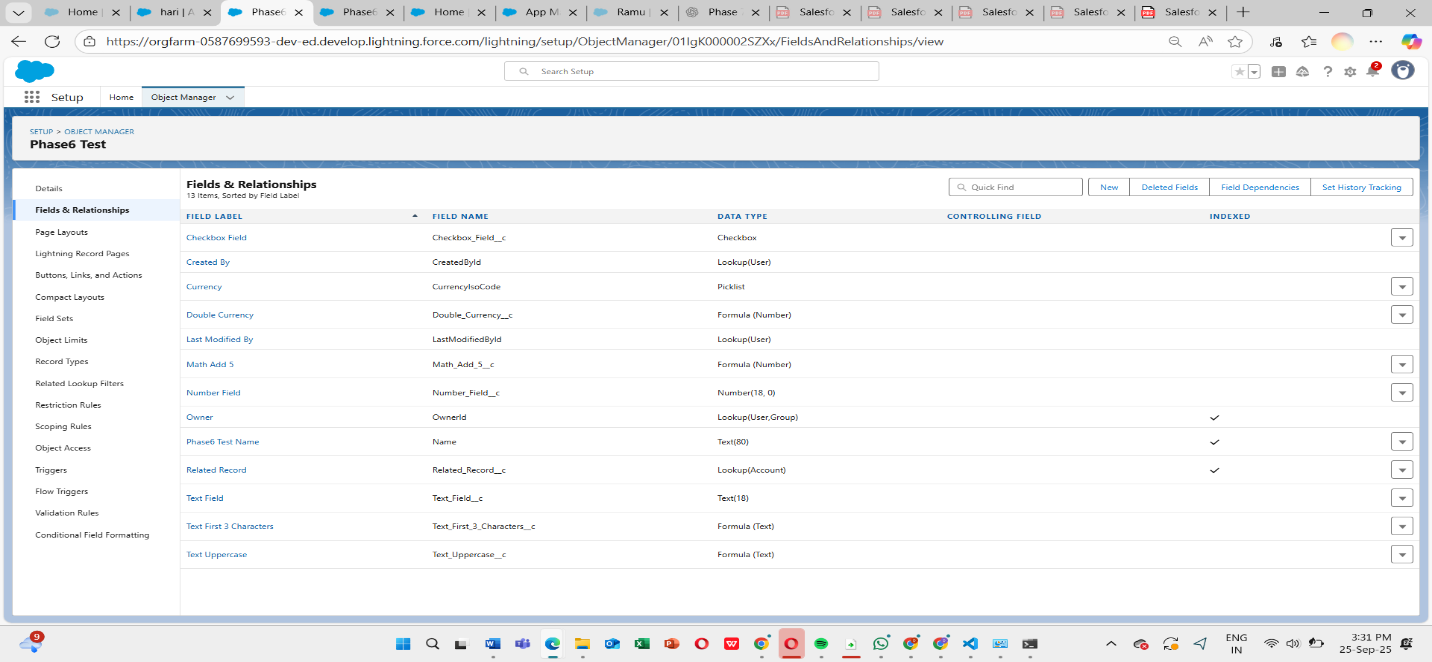 Home |
hari | A
Phase6
Phase6
Home |
App M
Ramu |
Phase
Salesfo
Salesfo
Salesfo
Salesfo
Salesfo
https://orgfarm-0587699593-dev-ed.develop.lightning.force.com/lightning/setup/ObjectManager/01IgK000002SZXx/FieldsAndRelationships/view
Search Setup
2
Setup Home Object Manager
SETUP > OBJECT MANAGER
Phase6 Test
Details
Fields & Relationships
Page Layouts
Lightning Record Pages
Buttons, Links, and Actions
Compact Layouts
Field Sets
Object Limits
Record Types
Related Lookup Filters
Restriction Rules
Scoping Rules
Object Access
Triggers
Flow Triggers
Validation Rules
Conditional Field Formatting
Fields & Relationships
13 Items, Sorted by Field Label
Quick Find New Deleted Fields Field Dependencies Set History Tracking
FIELD LABEL FIELD NAME DATA TYPE CONTROLLING FIELD INDEXED
Checkbox Field Checkbox_Field__c Checkbox
Created By CreatedById Lookup(User)
Currency CurrencyIsoCode Picklist
Double Currency Double_Currency__c Formula (Number)
Last Modified By LastModifiedById Lookup(User)
Math Add 5 Math_Add_5__c Formula (Number)
Number Field Number_Field__c Number(18, 0)
Owner OwnerId Lookup(User,Group)
Phase6 Test Name Name Text(80)
Related Record Related_Record__c Lookup(Account)
Text Field Text_Field__c Text(18)
Text First 3 Characters Text_First_3_Characters__c Formula (Text)
Text Uppercase Text_Uppercase__c Formula (Text)
9
ENG
IN
3:31 PM
25-Sep-25